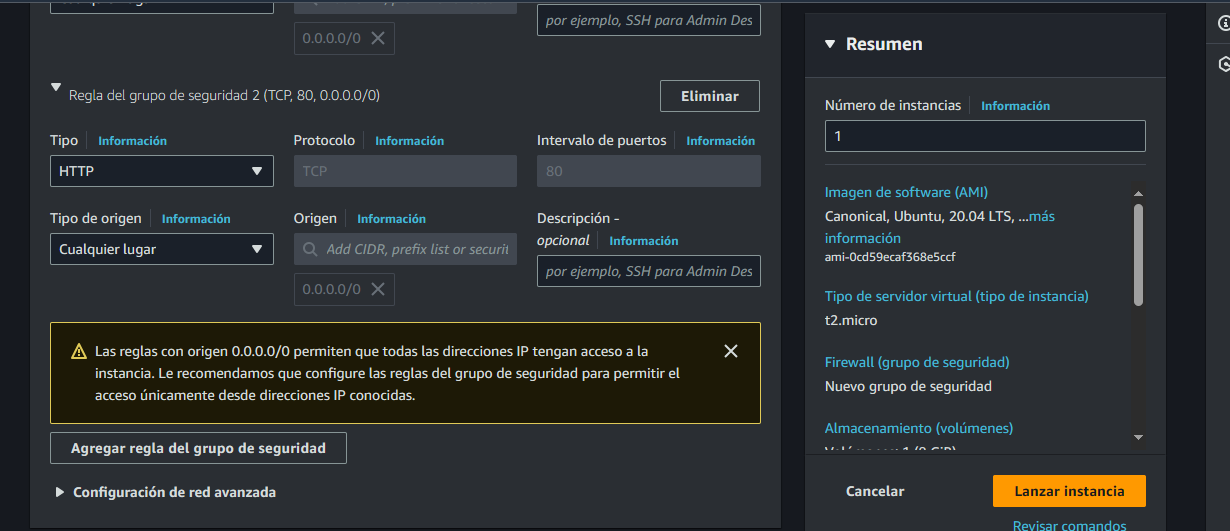 0.0.0.0/0
por ejemplo, SSH para Admin Des
Regla del grupo de seguridad 2 (TCP, 80, 0.0.0.0/0)
Eliminar
Tipo
Información
Protocolo
Información
Intervalo de puertos
Información
HTTP
TCP
80
Tipo de origen
Información
Origen
Información
Descripción -
opcional
Información
Cualquier lugar
Add CIDR, prefix list or securit
por ejemplo, SSH para Admin Des
0.0.0.0/0
Las reglas con origen 0.0.0.0/0 permiten que todas las direcciones IP tengan acceso a la
instancia. Le recomendamos que configure las reglas del grupo de seguridad para permitir el
acceso únicamente desde direcciones IP conocidas.
Agregar regla del grupo de seguridad
Configuración de red avanzada
Resumen
Número de instancias
Información
1
Imagen de software (AMI)
Canonical, Ubuntu, 20.04 LTS, ...más
información
ami-0cd59ecaf368e5ccf
Tipo de servidor virtual (tipo de instancia)
t2.micro
Firewall (grupo de seguridad)
Nuevo grupo de seguridad
Almacenamiento (volúmenes)
Cancelar
Lanzar instancia
Revisar comandos